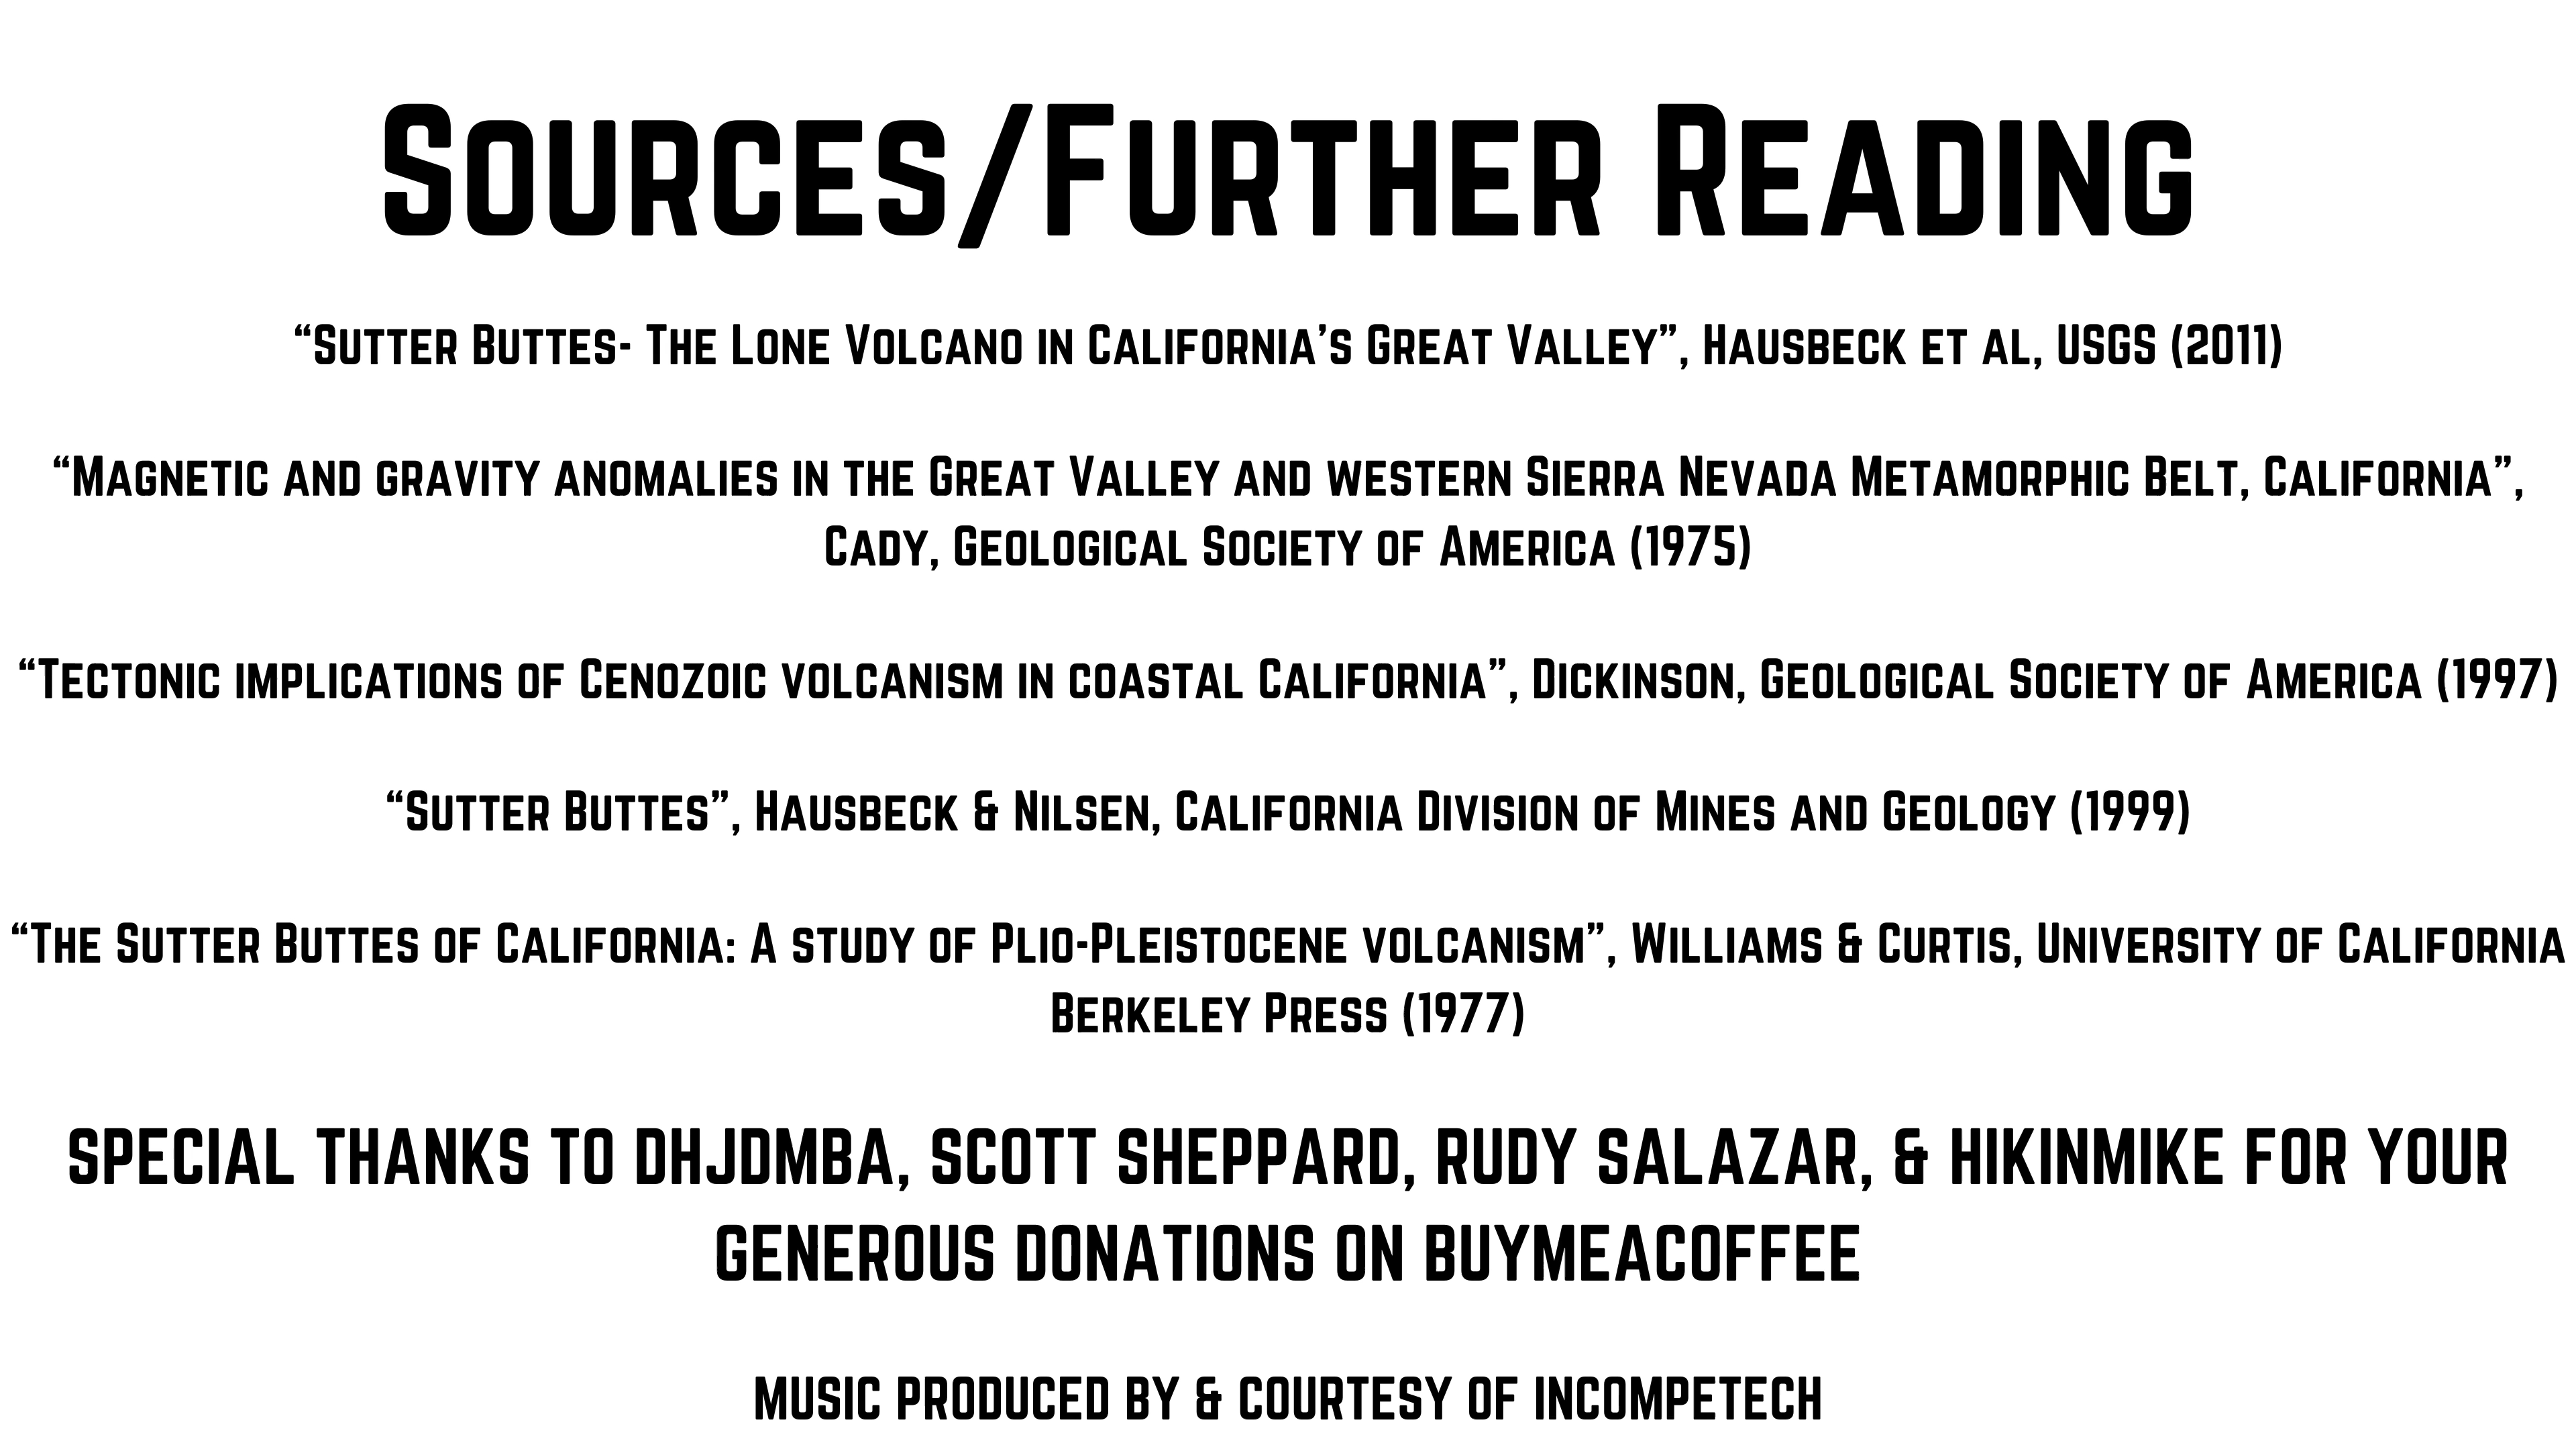 Sources/Further Reading
“Sutter Buttes- The Lone Volcano in California’s Great Valley”, Hausbeck et al, USGS (2011)
“Magnetic and gravity anomalies in the Great Valley and western Sierra Nevada Metamorphic Belt, California”,
Cady, Geological Society of America (1975)
“Tectonic implications of Cenozoic volcanism in coastal California”, Dickinson, Geological Society of America (1997)
“Sutter Buttes”, Hausbeck & Nilsen, California Division of Mines and Geology (1999)
“The Sutter Buttes of California: A study of Plio-Pleistocene volcanism”, Williams & Curtis, University of California
Berkeley Press (1977)
SPECIAL THANKS TO DHJDMBA, SCOTT SHEPPARD, RUDY SALAZAR, & HIKINMIKE FOR YOUR
GENEROUS DONATIONS ON BUYMEACOFFEE
MUSIC PRODUCED BY & COURTESY OF INCOMPETECH